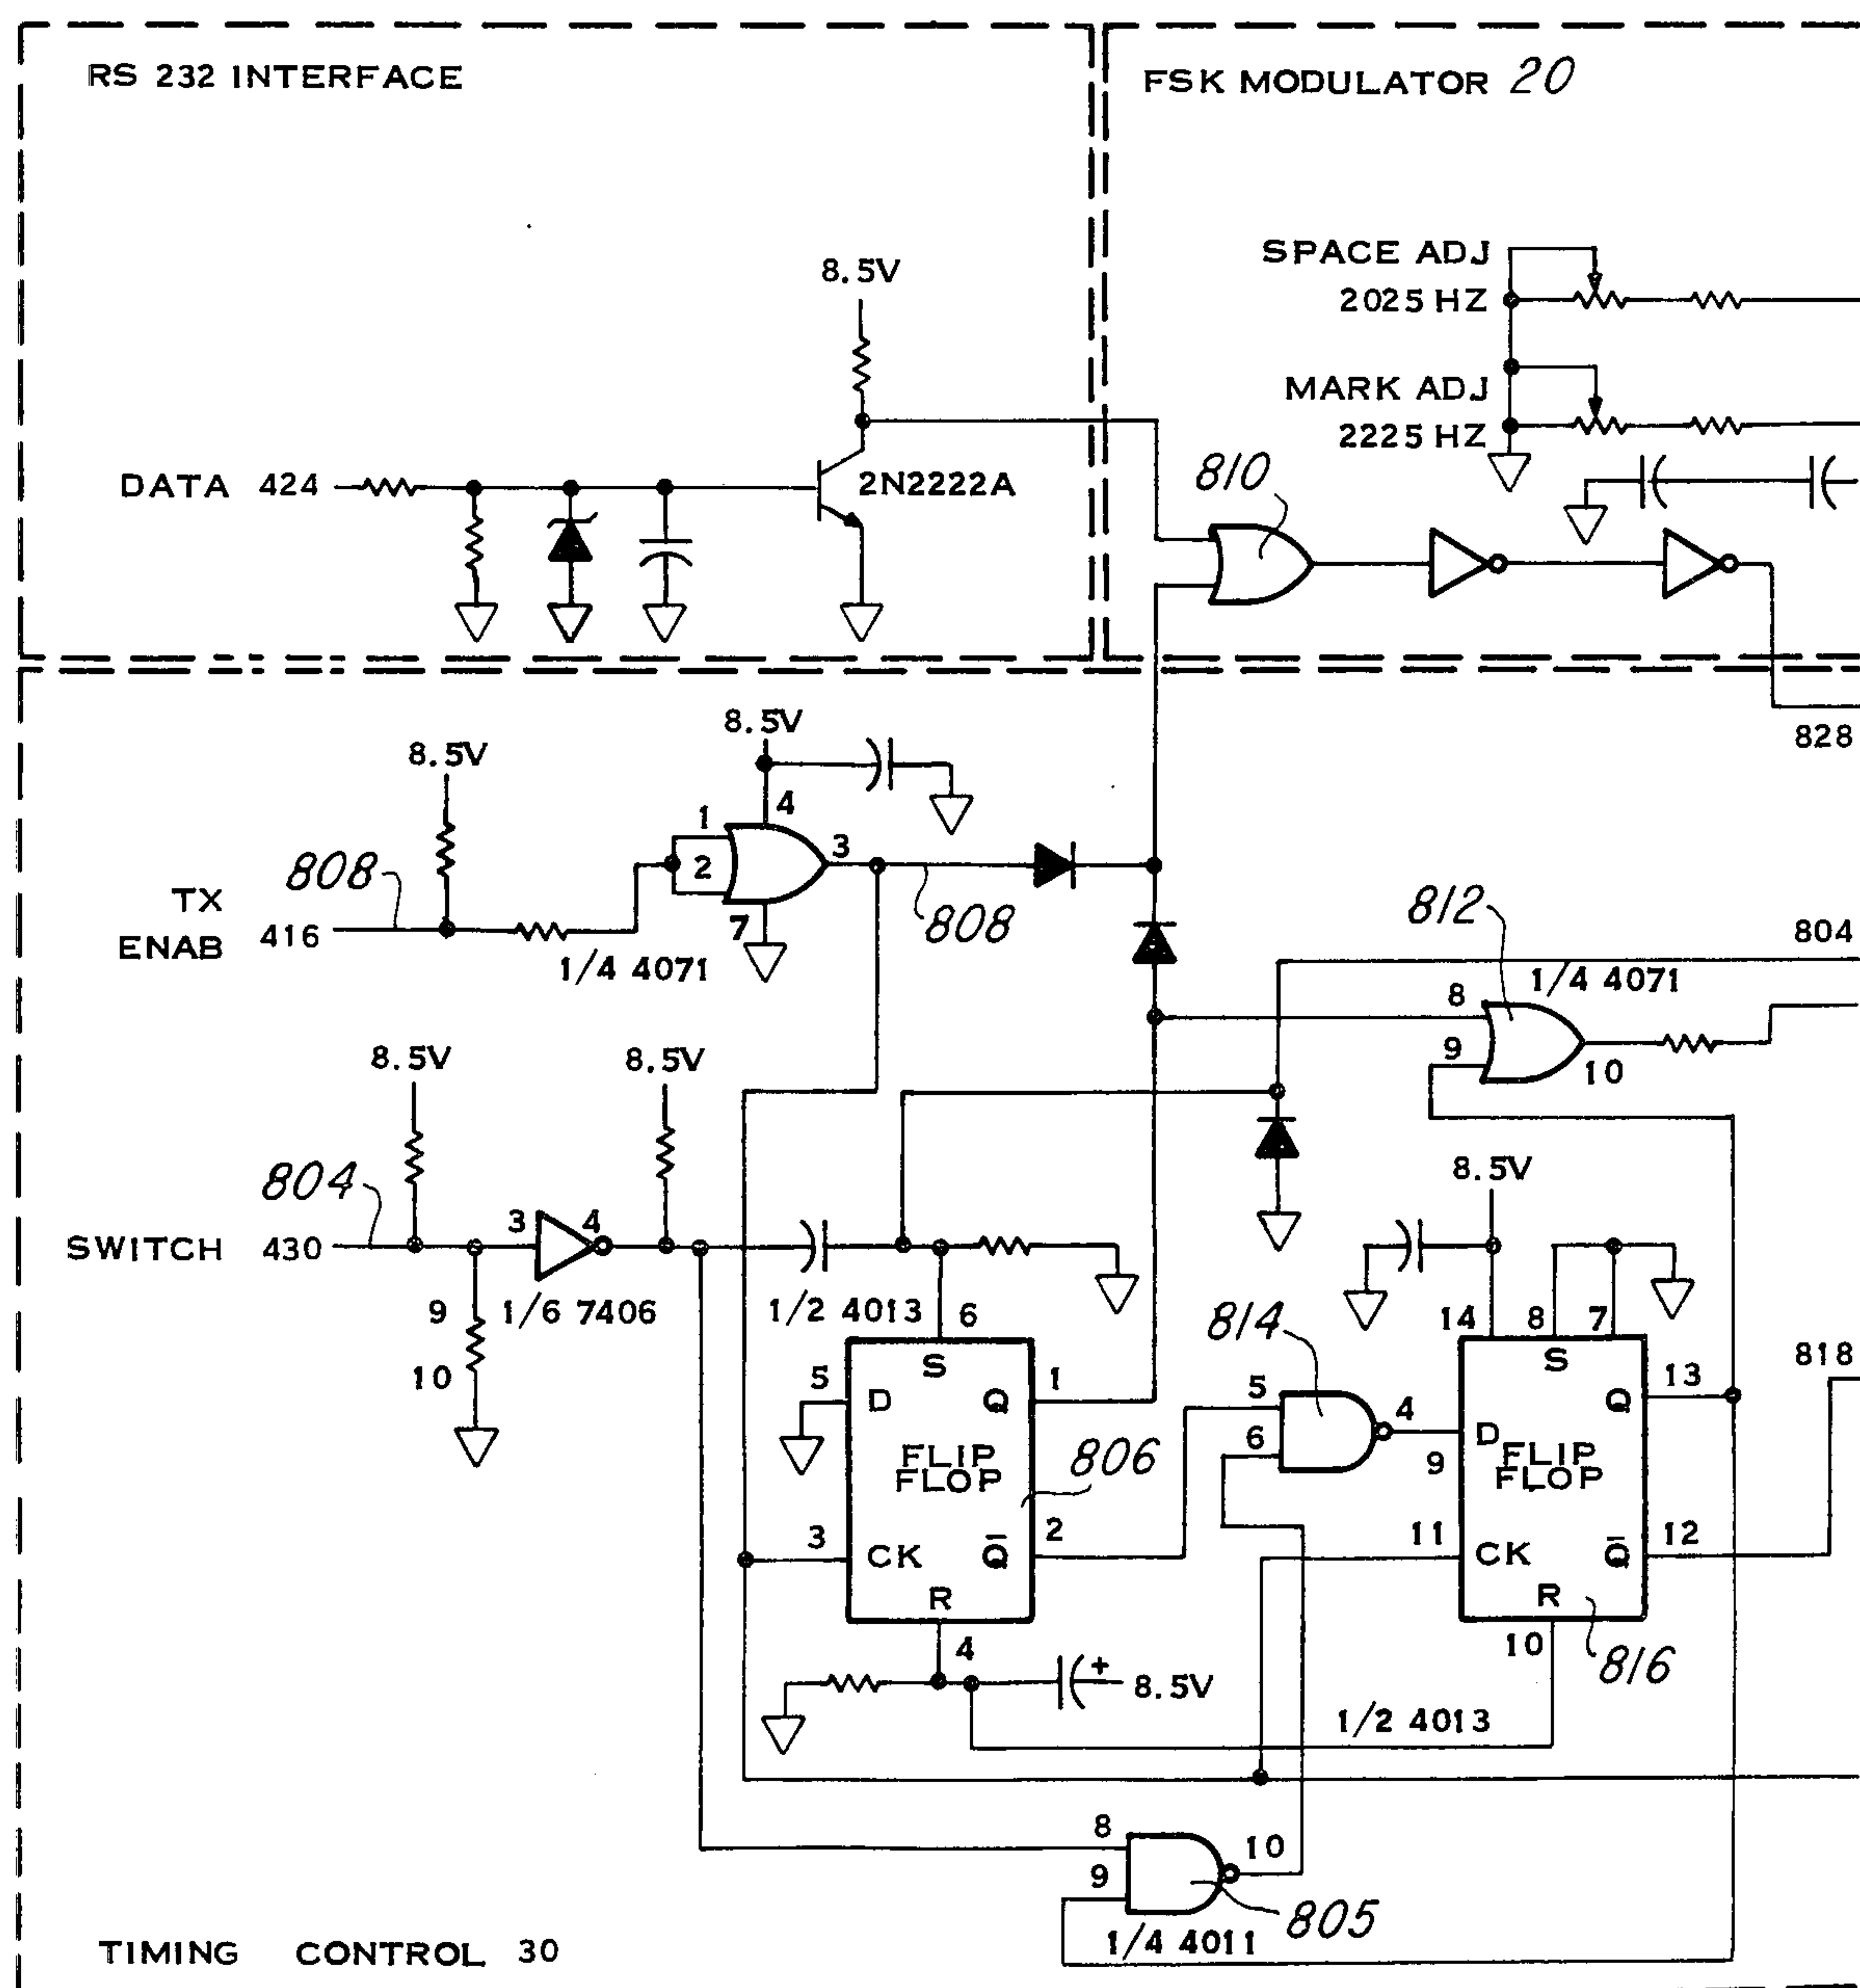 RS 232 INTERFACE
FSK MODULATOR 20
SPACE ADJ
2025 HZ
MARK ADJ
2225 HZ
8.5V
DATA 424
2N2222A
810
828
8.5V
8.5V
4
1
2
3
7
808
808
TX
ENAB
416
1/4 4071
812
804
1/4 4071
8
9
10
8.5V
8.5V
8.5V
804
SWITCH 430
3
4
9
10
1/6 7406
1/2 4013
6
S
5
D
Q
1
FLIP
FLOP
806
3
CK
Q̅
2
R
4
8.5V
814
5
6
4
9
14
8
7
S
D
Q
13
FLIP
FLOP
11
CK
Q̅
12
R
10
816
818
1/2 4013
8
9
10
805
1/4 4011
TIMING CONTROL 30